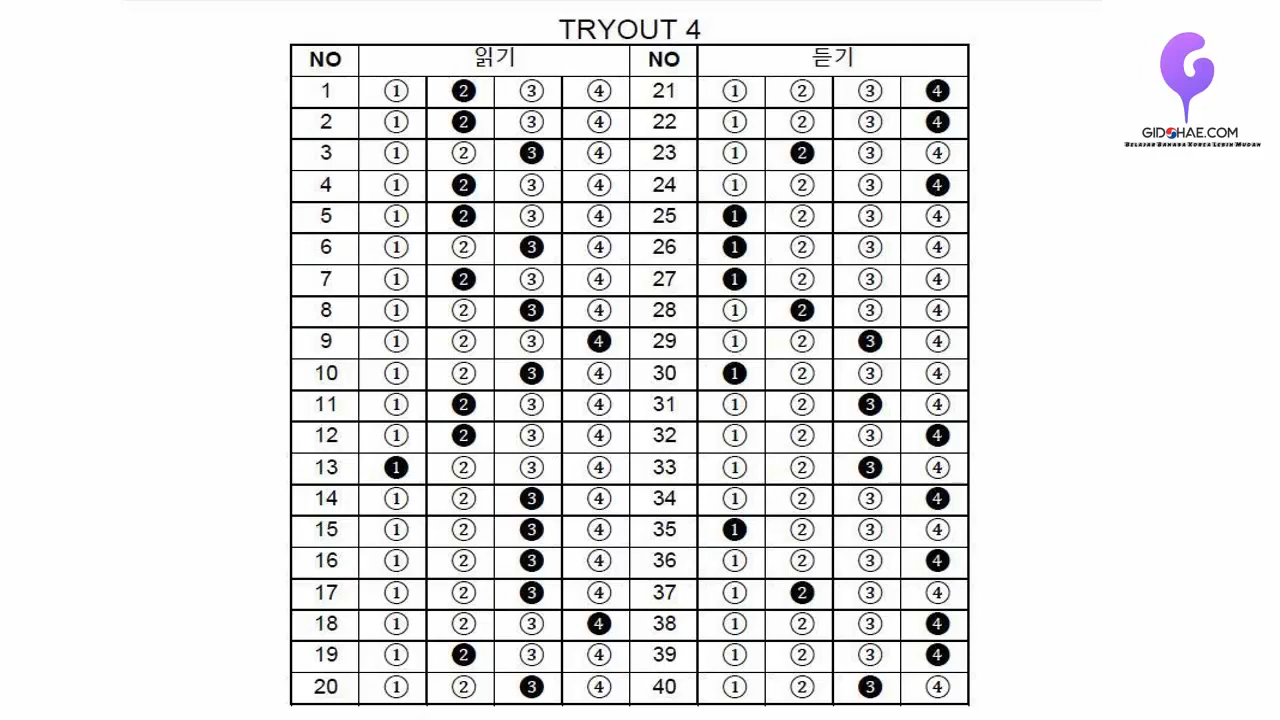 TRYOUT 4
NO 읽기 NO 듣기
1 ① ❷ ③ ④ 21 ① ② ③ ❹
2 ① ❷ ③ ④ 22 ① ② ③ ❹
3 ① ② ❸ ④ 23 ① ❷ ③ ④
4 ① ❷ ③ ④ 24 ① ② ③ ❹
5 ① ❷ ③ ④ 25 ❶ ② ③ ④
6 ① ② ❸ ④ 26 ❶ ② ③ ④
7 ① ❷ ③ ④ 27 ❶ ② ③ ④
8 ① ② ❸ ④ 28 ① ❷ ③ ④
9 ① ② ③ ❹ 29 ① ② ❸ ④
10 ① ② ❸ ④ 30 ❶ ② ③ ④
11 ① ❷ ③ ④ 31 ① ② ❸ ④
12 ① ❷ ③ ④ 32 ① ② ③ ❹
13 ❶ ② ③ ④ 33 ① ② ❸ ④
14 ① ② ❸ ④ 34 ① ② ③ ❹
15 ① ② ❸ ④ 35 ❶ ② ③ ④
16 ① ② ❸ ④ 36 ① ② ③ ❹
17 ① ② ❸ ④ 37 ① ❷ ③ ④
18 ① ② ③ ❹ 38 ① ② ③ ❹
19 ① ❷ ③ ④ 39 ① ② ③ ❹
20 ① ② ❸ ④ 40 ① ② ❸ ④
GIDOHAE.COM
BELAJAR BAHASA KOREA LEBIH MUDAH